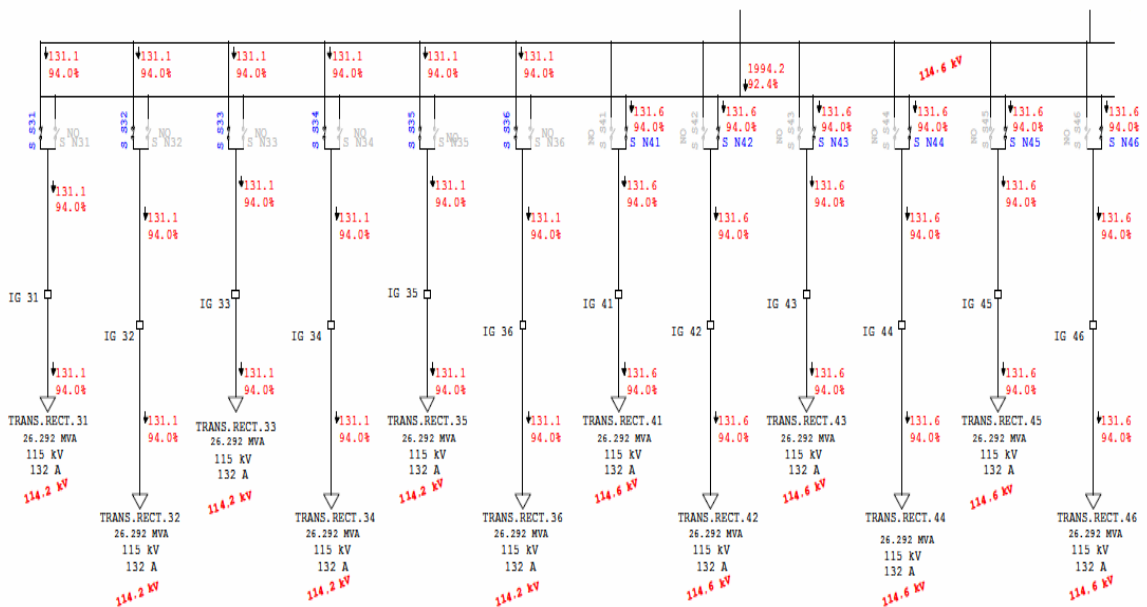 131.1
94.0%
131.1
94.0%
131.1
94.0%
131.1
94.0%
131.1
94.0%
131.1
94.0%
1994.2
92.4%
114.6 kV
S S31
NO
S N31
S S32
NO
S N32
S S33
NO
S N33
S S34
NO
S N34
S S35
NO
S N35
S S36
NO
S N36
NO
S S41
131.6
94.0%
S N41
NO
S S42
131.6
94.0%
S N42
NO
S S43
131.6
94.0%
S N43
NO
S S44
131.6
94.0%
S N44
NO
S S45
131.6
94.0%
S N45
NO
S S46
131.6
94.0%
S N46
131.1
94.0%
131.1
94.0%
131.1
94.0%
131.1
94.0%
131.1
94.0%
131.1
94.0%
131.6
94.0%
131.6
94.0%
131.6
94.0%
131.6
94.0%
131.6
94.0%
131.6
94.0%
IG 31
IG 32
IG 33
IG 34
IG 35
IG 36
IG 41
IG 42
IG 43
IG 44
IG 45
IG 46
131.1
94.0%
131.1
94.0%
131.1
94.0%
131.1
94.0%
131.1
94.0%
131.1
94.0%
131.6
94.0%
131.6
94.0%
131.6
94.0%
131.6
94.0%
131.6
94.0%
131.6
94.0%
TRANS.RECT.31
26.292 MVA
115 kV
132 A
114.2 kV
TRANS.RECT.33
26.292 MVA
115 kV
132 A
114.2 kV
TRANS.RECT.35
26.292 MVA
115 kV
132 A
114.2 kV
TRANS.RECT.41
26.292 MVA
115 kV
132 A
114.6 kV
TRANS.RECT.43
26.292 MVA
115 kV
132 A
114.6 kV
TRANS.RECT.45
26.292 MVA
115 kV
132 A
114.6 kV
TRANS.RECT.32
26.292 MVA
115 kV
132 A
114.2 kV
TRANS.RECT.34
26.292 MVA
115 kV
132 A
114.2 kV
TRANS.RECT.36
26.292 MVA
115 kV
132 A
114.2 kV
TRANS.RECT.42
26.292 MVA
115 kV
132 A
114.6 kV
TRANS.RECT.44
26.292 MVA
115 kV
132 A
114.6 kV
TRANS.RECT.46
26.292 MVA
115 kV
132 A
114.6 kV